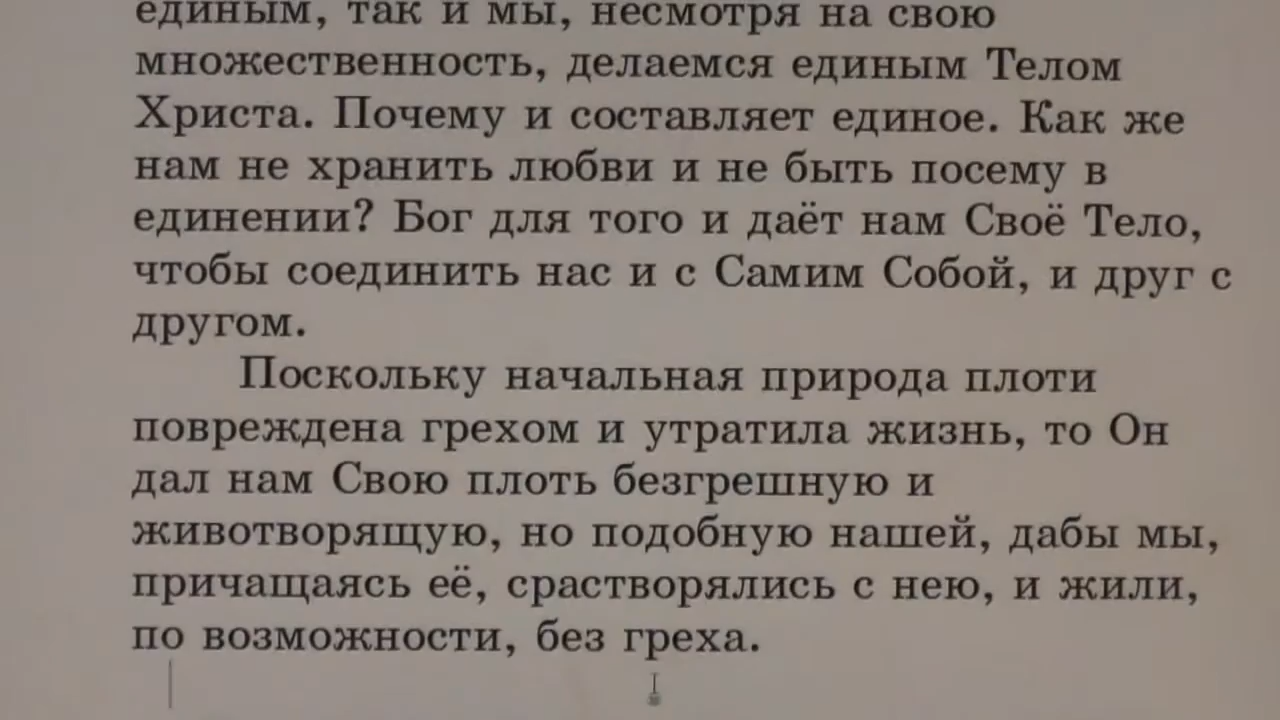 единым, так и мы, несмотря на свою
множественность, делаемся единым Телом
Христа. Почему и составляет единое. Как же
нам не хранить любви и не быть посему в
единении? Бог для того и даёт нам Своё Тело,
чтобы соединить нас и с Самим Собой, и друг с
другом.
Поскольку начальная природа плоти
повреждена грехом и утратила жизнь, то Он
дал нам Свою плоть безгрешную и
животворящую, но подобную нашей, дабы мы,
причащаясь её, срастворялись с нею, и жили,
по возможности, без греха.